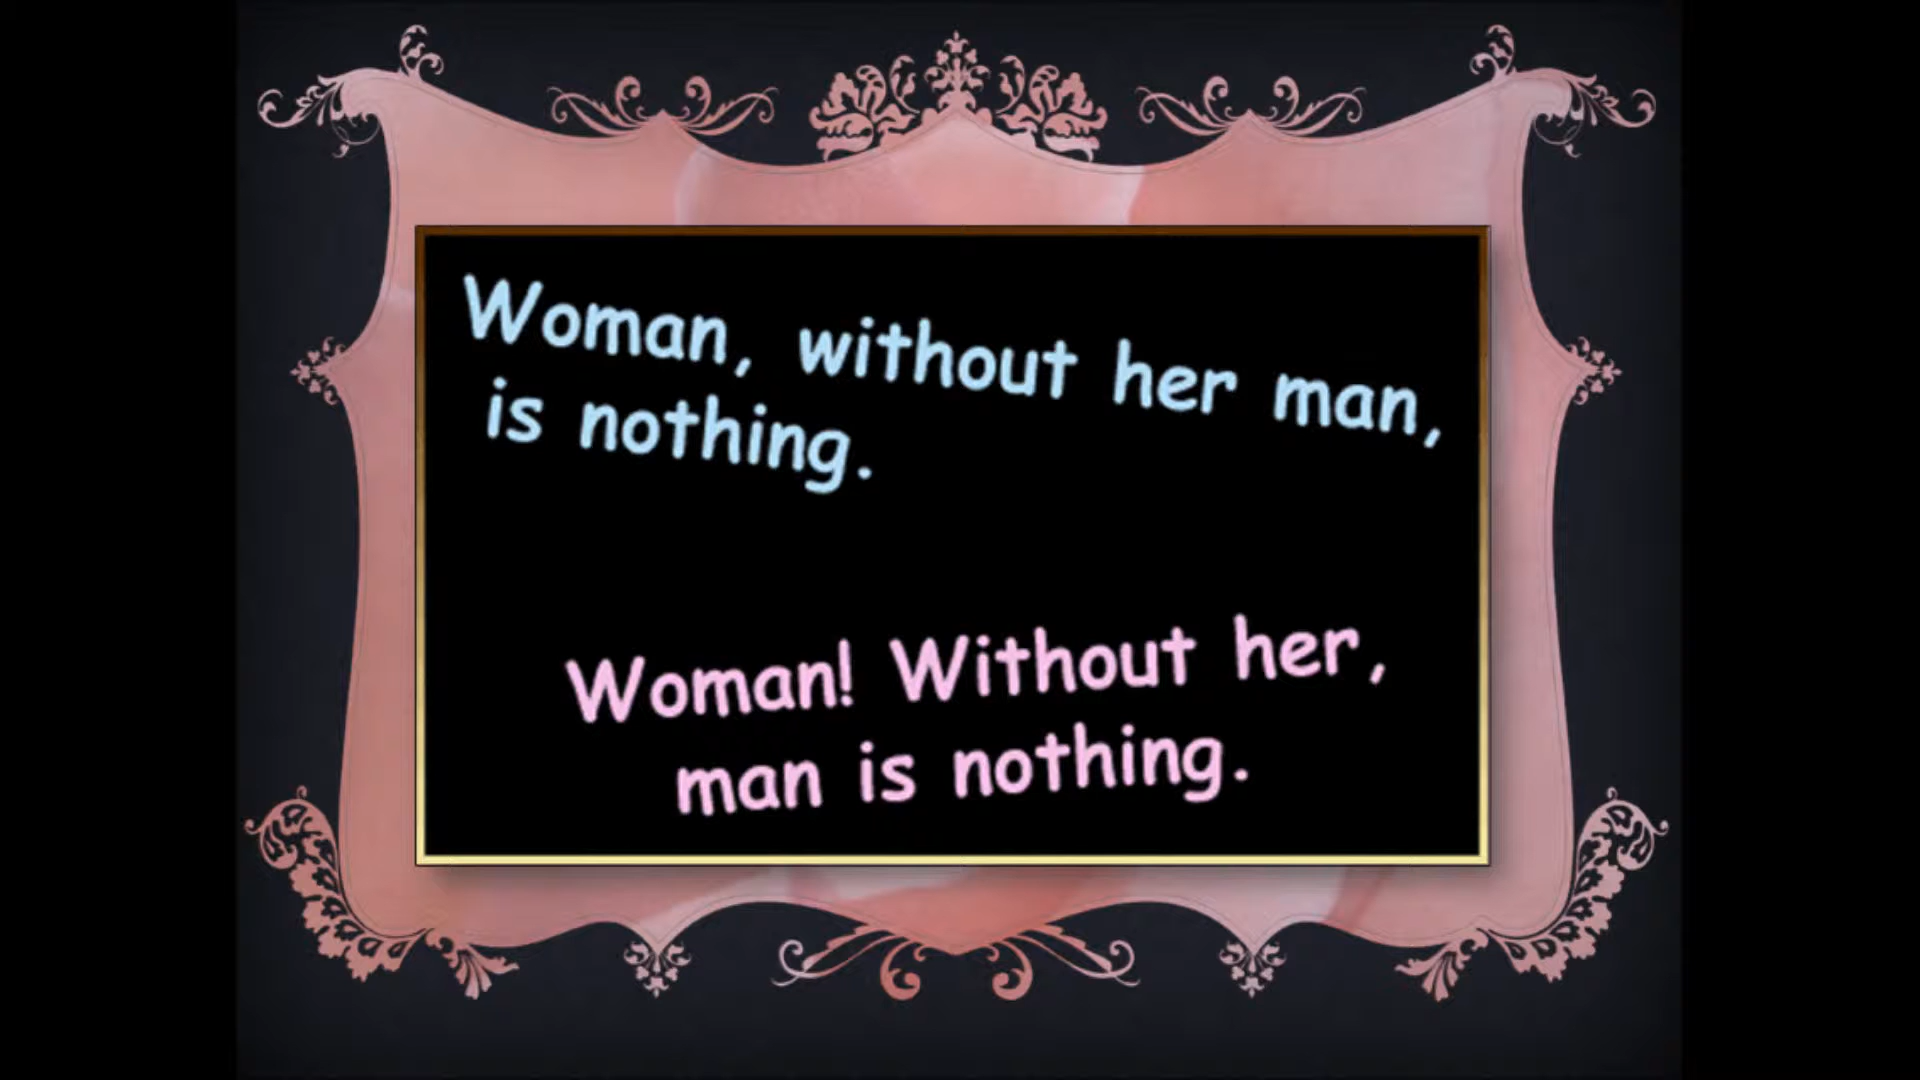 Woman, without her man,
is nothing.
Woman! Without her,
man is nothing.